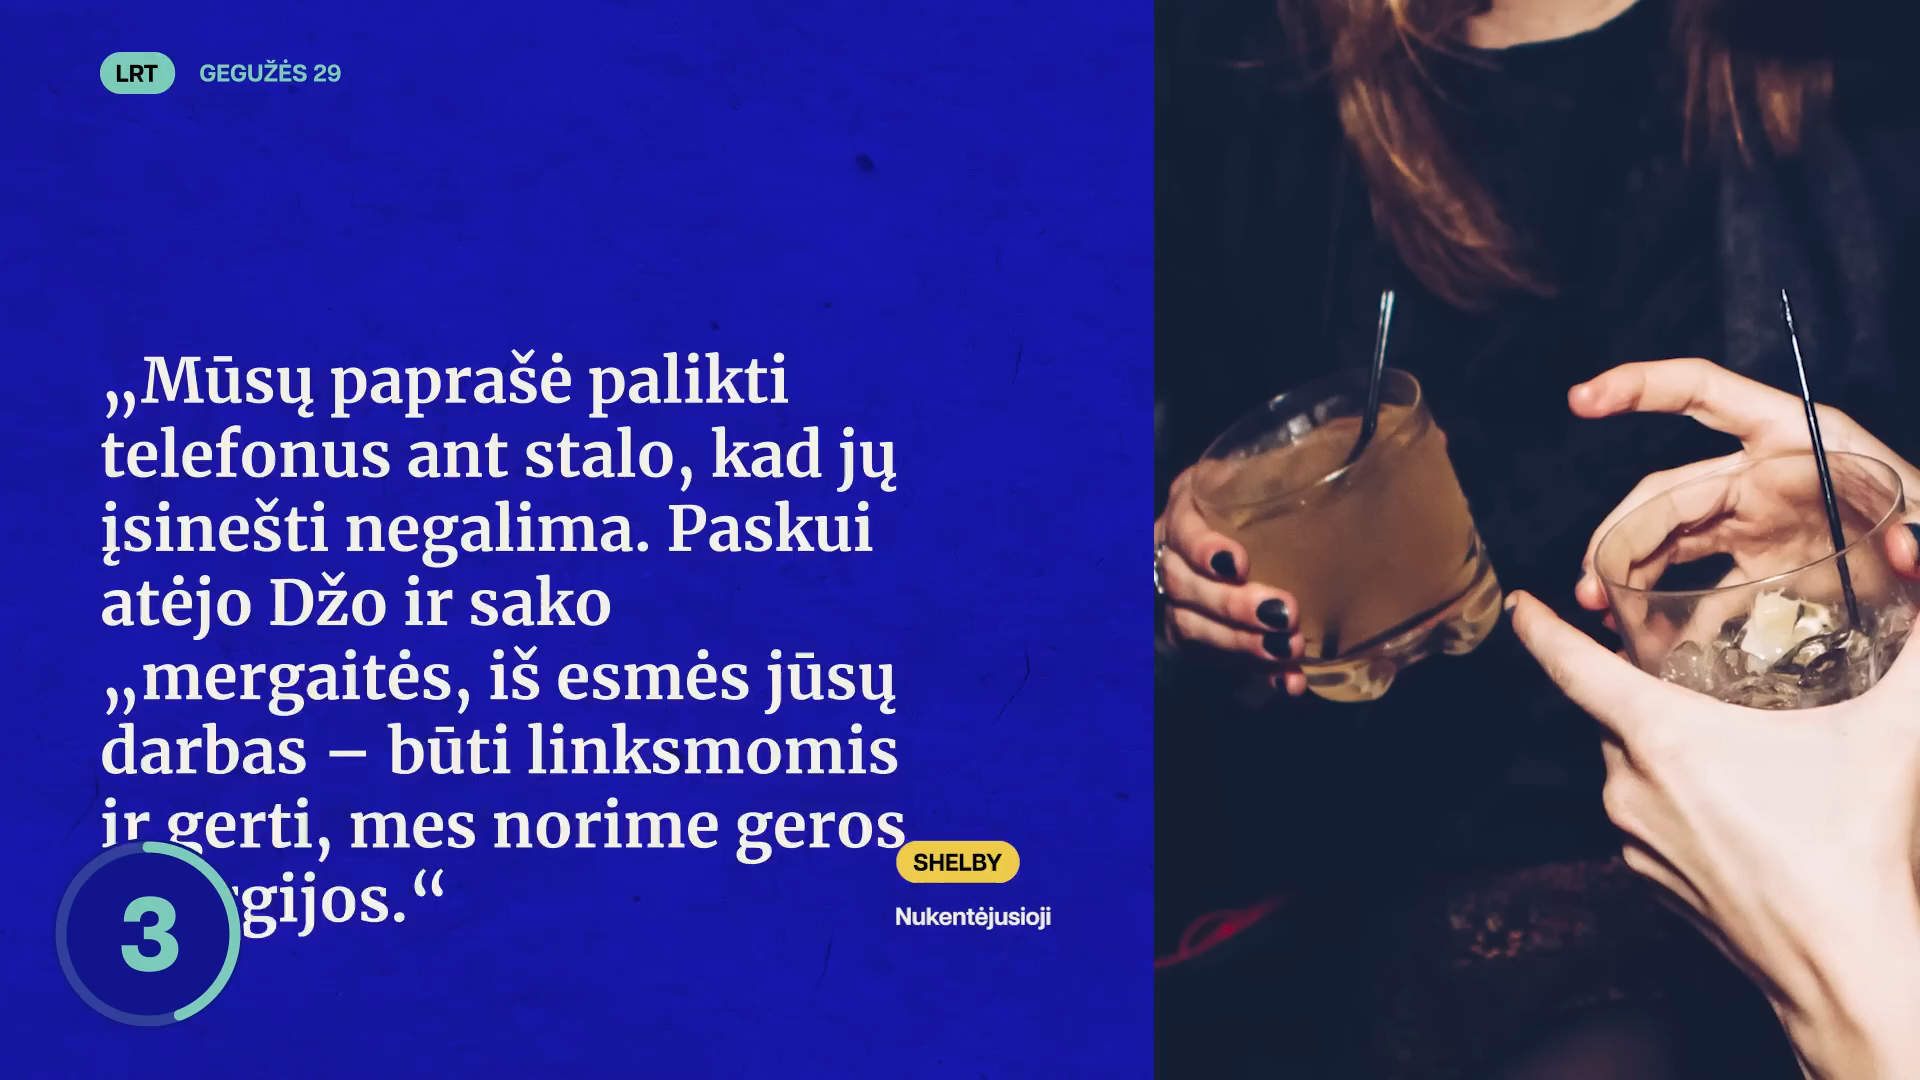 LRT GEGUŽĖS 29
„Mūsų paprašė palikti
telefonus ant stalo, kad jų
įsinešti negalima. Paskui
atėjo Džo ir sako
„mergaitės, iš esmės jūsų
darbas – būti linksmomis
ir gerti, mes norime geros
rgijos.“
SHELBY
Nukentėjusioji
3